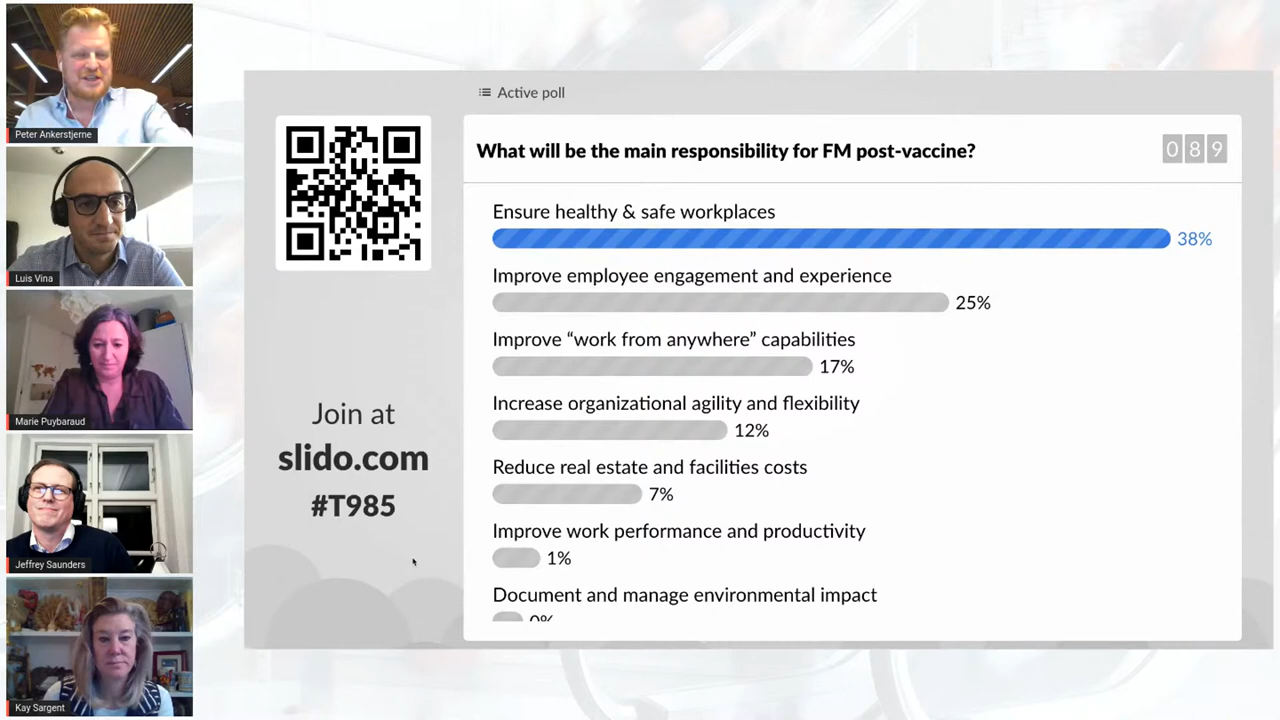 Peter Ankerstjerne
Luis Vina
Marie Puybaraud
Jeffrey Saunders
Kay Sargent
Join at
slido.com
#T985
Active poll
What will be the main responsibility for FM post-vaccine?
089
Ensure healthy & safe workplaces
38%
Improve employee engagement and experience
25%
Improve “work from anywhere” capabilities
17%
Increase organizational agility and flexibility
12%
Reduce real estate and facilities costs
7%
Improve work performance and productivity
1%
Document and manage environmental impact
0%